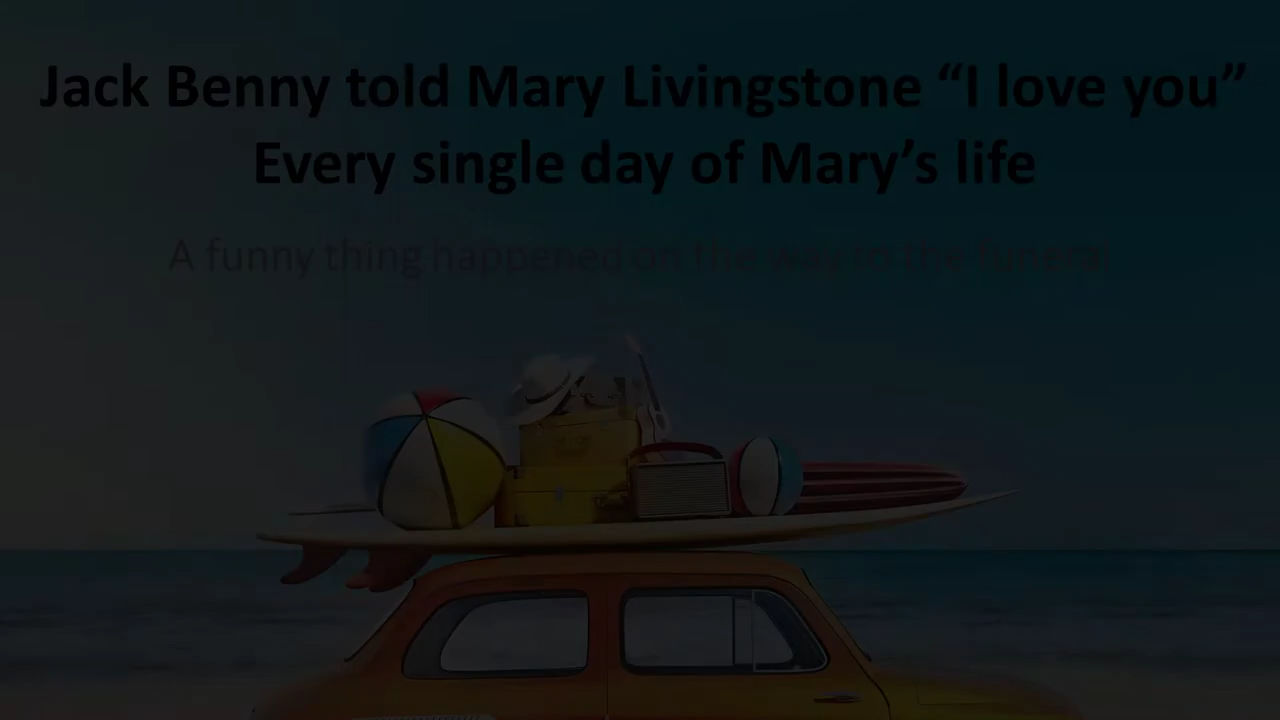 Jack Benny told Mary Livingstone “I love you”
Every single day of Mary’s life
A funny thing happened on the way to the funeral